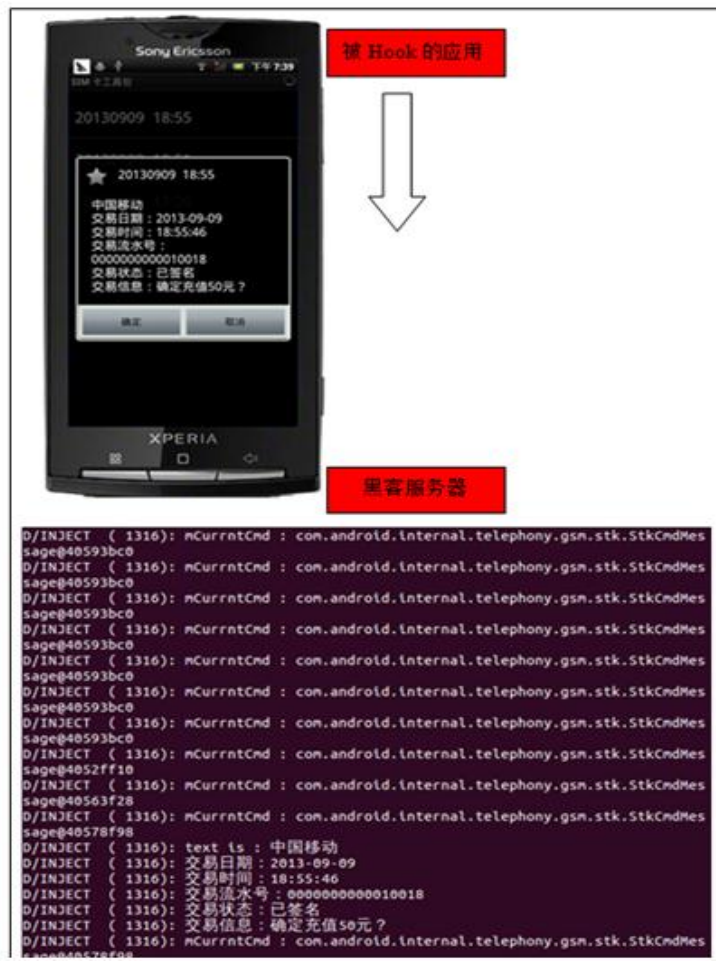 被 Hook 的应用
Sony Ericsson
下午7:39
SIM 卡工具包
20130909 18:55
20130909 18:55
中国移动
交易日期：2013-09-09
交易时间：18:55:46
交易流水号：
0000000000010018
交易状态：已签名
交易信息：确定充值50元？
确定
取消
XPERIA
黑客服务器
D/INJECT ( 1316): mCurrntCmd : com.android.internal.telephony.gsm.stk.StkCmdMes
sage@40593bc0
D/INJECT ( 1316): mCurrntCmd : com.android.internal.telephony.gsm.stk.StkCmdMes
sage@40593bc0
D/INJECT ( 1316): mCurrntCmd : com.android.internal.telephony.gsm.stk.StkCmdMes
sage@40593bc0
D/INJECT ( 1316): mCurrntCmd : com.android.internal.telephony.gsm.stk.StkCmdMes
sage@40593bc0
D/INJECT ( 1316): mCurrntCmd : com.android.internal.telephony.gsm.stk.StkCmdMes
sage@40593bc0
D/INJECT ( 1316): mCurrntCmd : com.android.internal.telephony.gsm.stk.StkCmdMes
sage@40593bc0
D/INJECT ( 1316): mCurrntCmd : com.android.internal.telephony.gsm.stk.StkCmdMes
sage@40593bc0
D/INJECT ( 1316): mCurrntCmd : com.android.internal.telephony.gsm.stk.StkCmdMes
sage@4052ff10
D/INJECT ( 1316): mCurrntCmd : com.android.internal.telephony.gsm.stk.StkCmdMes
sage@40563f28
D/INJECT ( 1316): mCurrntCmd : com.android.internal.telephony.gsm.stk.StkCmdMes
sage@40578f98
D/INJECT ( 1316): text is : 中国移动
D/INJECT ( 1316): 交易日期：2013-09-09
D/INJECT ( 1316): 交易时间：18:55:46
D/INJECT ( 1316): 交易流水号：0000000000010018
D/INJECT ( 1316): 交易状态：已签名
D/INJECT ( 1316): 交易信息：确定充值50元？
D/INJECT ( 1316): mCurrntCmd : com.android.internal.telephony.gsm.stk.StkCmdMes
sage@40578f98